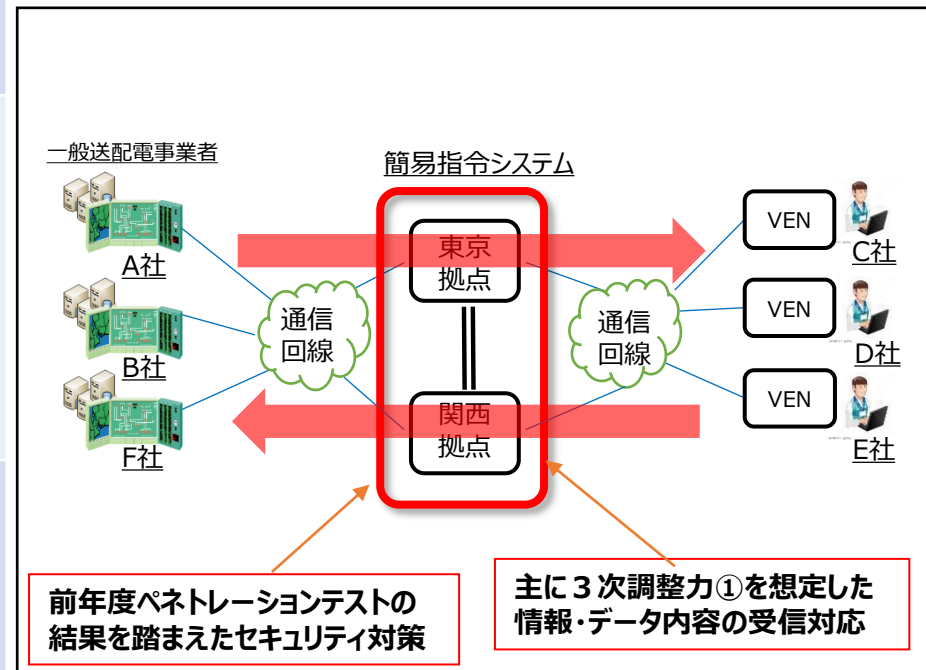 一般送配電事業者
簡易指令システム
A社
B社
F社
通信
回線
東京
拠点
関西
拠点
通信
回線
VEN
C社
VEN
D社
VEN
E社
前年度ペネトレーションテストの
結果を踏まえたセキュリティ対策
主に３次調整力①を想定した
情報・データ内容の受信対応